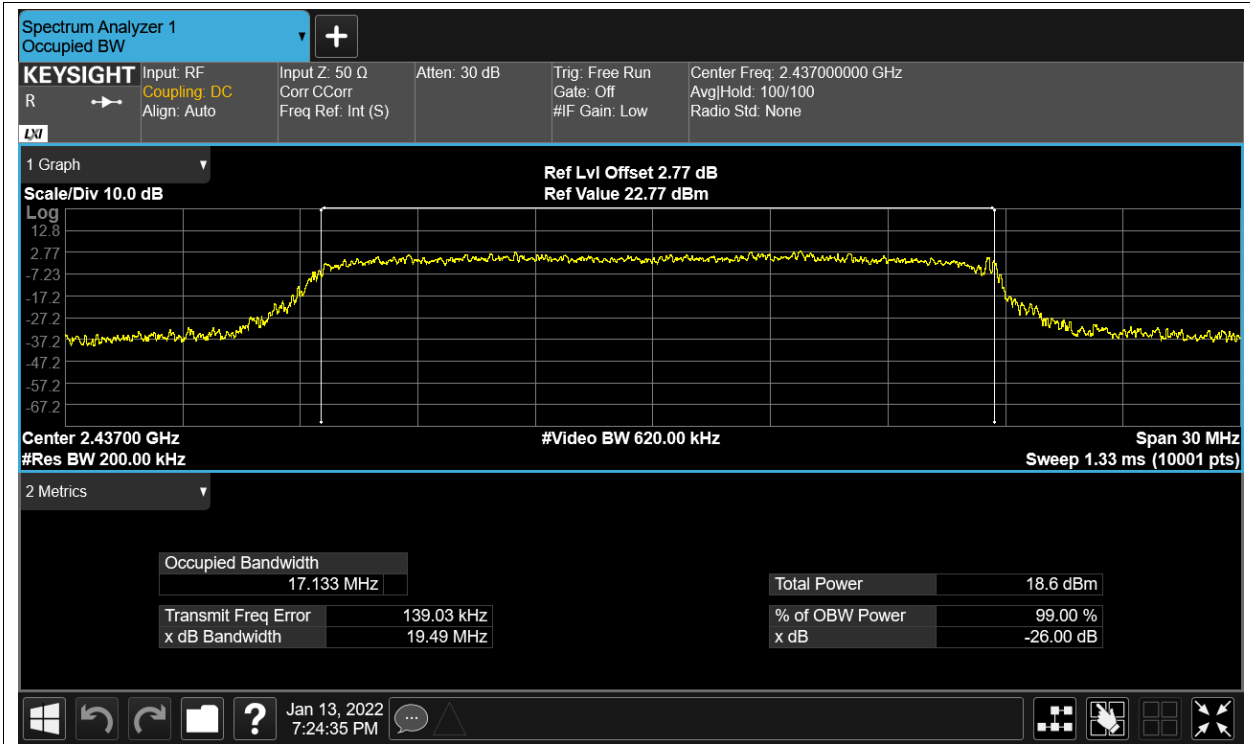 Spectrum Analyzer 1
Occupied BW
KEYSIGHT
R
LXI
Input: RF
Coupling: DC
Align: Auto
Input Z: 50 Ω
Corr CCorr
Freq Ref: Int (S)
Atten: 30 dB
Trig: Free Run
Gate: Off
#IF Gain: Low
Center Freq: 2.437000000 GHz
Avg|Hold: 100/100
Radio Std: None
1 Graph
Scale/Div 10.0 dB
Ref Lvl Offset 2.77 dB
Ref Value 22.77 dBm
Log
12.8
2.77
-7.23
-17.2
-27.2
-37.2
-47.2
-57.2
-67.2
Center 2.43700 GHz
#Res BW 200.00 kHz
#Video BW 620.00 kHz
Span 30 MHz
Sweep 1.33 ms (10001 pts)
2 Metrics
Occupied Bandwidth
17.133 MHz
Transmit Freq Error 139.03 kHz
x dB Bandwidth 19.49 MHz
Total Power 18.6 dBm
% of OBW Power 99.00 %
x dB -26.00 dB
?
Jan 13, 2022
7:24:35 PM